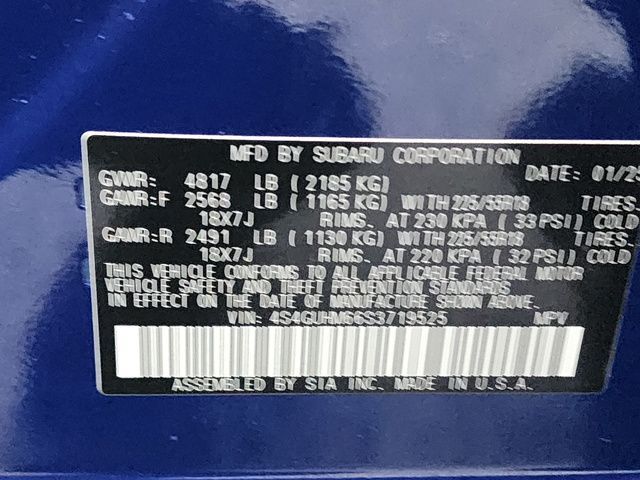 MFD BY SUBARU CORPORATION DATE: 01/25
GVWR: 4817 LB ( 2185 KG)
GAWR:F 2568 LB ( 1165 KG) WITH 225/55R18 TIRES.
18X7J RIMS. AT 230 KPA ( 33 PSI) COLD
GAWR:R 2491 LB ( 1130 KG) WITH 225/55R18 TIRES.
18X7J RIMS. AT 220 KPA ( 32 PSI) COLD
THIS VEHICLE CONFORMS TO ALL APPLICABLE FEDERAL MOTOR
VEHICLE SAFETY AND THEFT PREVENTION STANDARDS
IN EFFECT ON THE DATE OF MANUFACTURE SHOWN ABOVE.
VIN: 4S4GUHM66S3719525 MPV
ASSEMBLED BY SIA INC. MADE IN U.S.A.